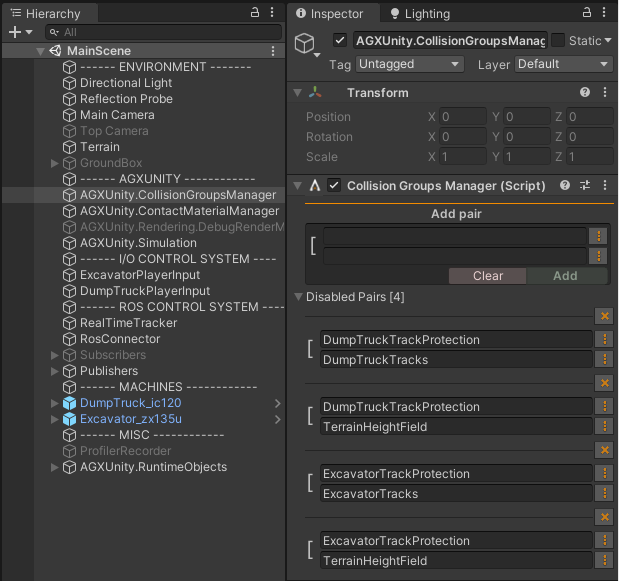 Hierarchy
All
MainScene
------ ENVIRONMENT -------
Directional Light
Reflection Probe
Main Camera
Top Camera
Terrain
GroundBox
------ AGXUNITY ------------
AGXUnity.CollisionGroupsManager
AGXUnity.ContactMaterialManager
AGXUnity.Rendering.DebugRenderM
AGXUnity.Simulation
------ I/O CONTROL SYSTEM ----
ExcavatorPlayerInput
DumpTruckPlayerInput
------ ROS CONTROL SYSTEM ----
RealTimeTracker
RosConnector
Subscribers
Publishers
------ MACHINES ------------
DumpTruck_ic120
Excavator_zx135u
------ MISC ------------
ProfilerRecorder
AGXUnity.RuntimeObjects
Inspector
Lighting
AGXUnity.CollisionGroupsManag
Static
Tag Untagged Layer Default
Transform
Position X 0 Y 0 Z 0
Rotation X 0 Y 0 Z 0
Scale X 1 Y 1 Z 1
Collision Groups Manager (Script)
Add pair
Clear Add
Disabled Pairs [4]
DumpTruckTrackProtection
DumpTruckTracks
DumpTruckTrackProtection
TerrainHeightField
ExcavatorTrackProtection
ExcavatorTracks
ExcavatorTrackProtection
TerrainHeightField